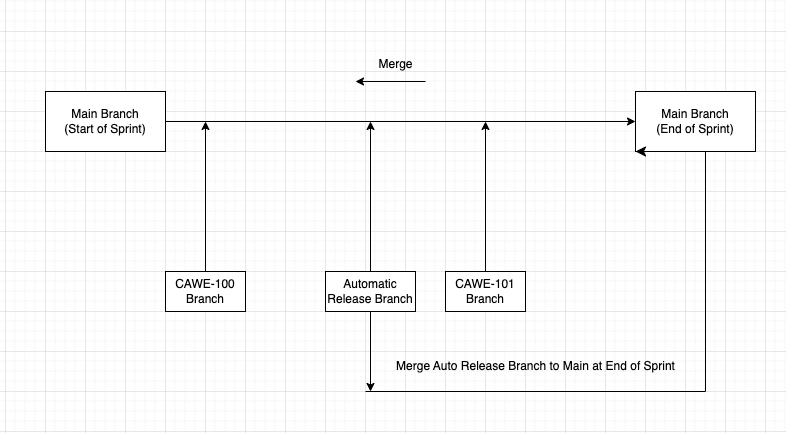 Merge
Main Branch
(Start of Sprint)
Main Branch
(End of Sprint)
CAWE-100
Branch
Automatic
Release Branch
CAWE-101
Branch
Merge Auto Release Branch to Main at End of Sprint